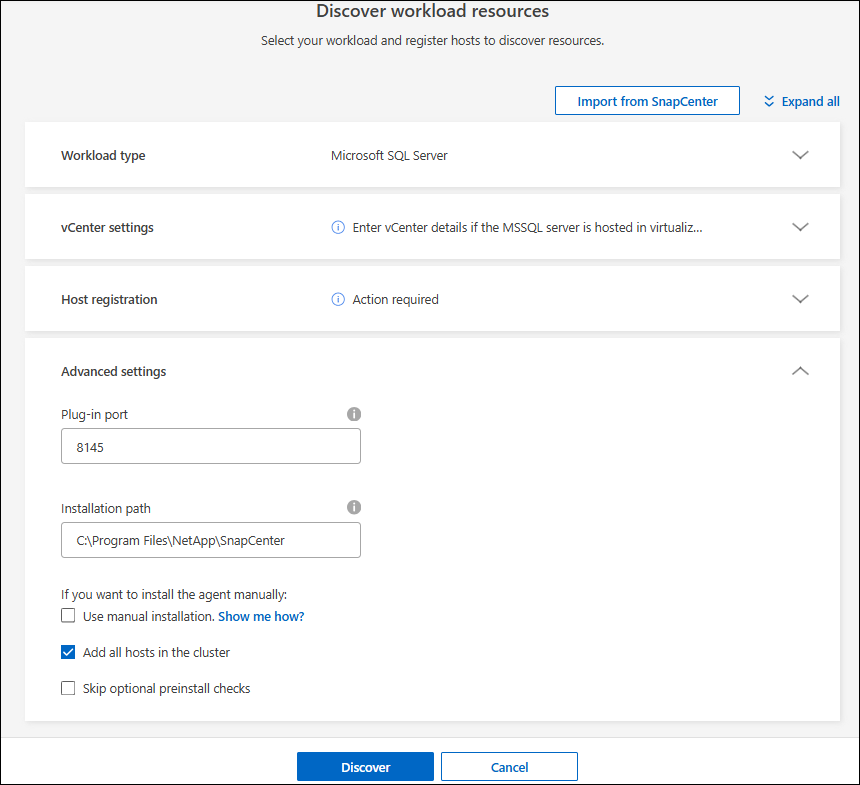 Discover workload resources
Select your workload and register hosts to discover resources.
Import from SnapCenter
Expand all
Workload type
Microsoft SQL Server
vCenter settings
Enter vCenter details if the MSSQL server is hosted in virtualiz...
Host registration
Action required
Advanced settings
Plug-in port
8145
Installation path
C:\Program Files\NetApp\SnapCenter
If you want to install the agent manually:
Use manual installation. Show me how?
Add all hosts in the cluster
Skip optional preinstall checks
Discover
Cancel